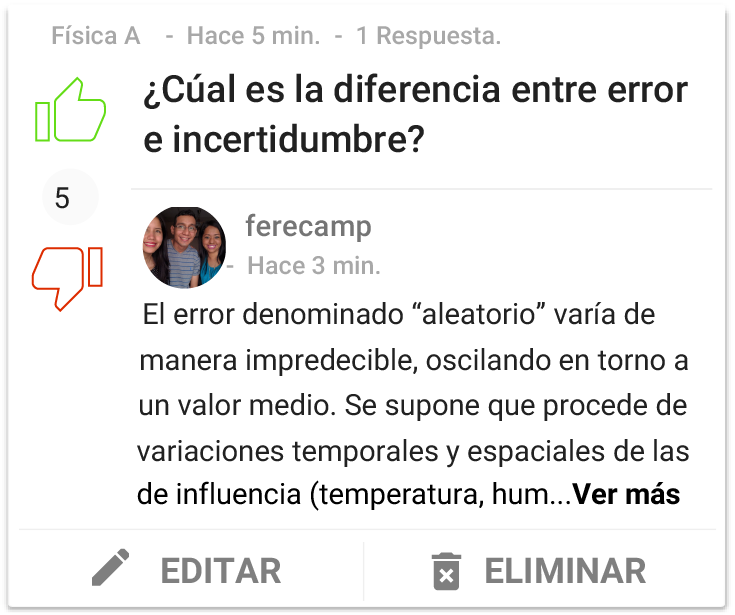 Física A - Hace 5 min. - 1 Respuesta.
¿Cúal es la diferencia entre error
e incertidumbre?
5
ferecamp
- Hace 3 min.
El error denominado “aleatorio” varía de
manera impredecible, oscilando en torno a
un valor medio. Se supone que procede de
variaciones temporales y espaciales de las
de influencia (temperatura, hum...Ver más
EDITAR
ELIMINAR